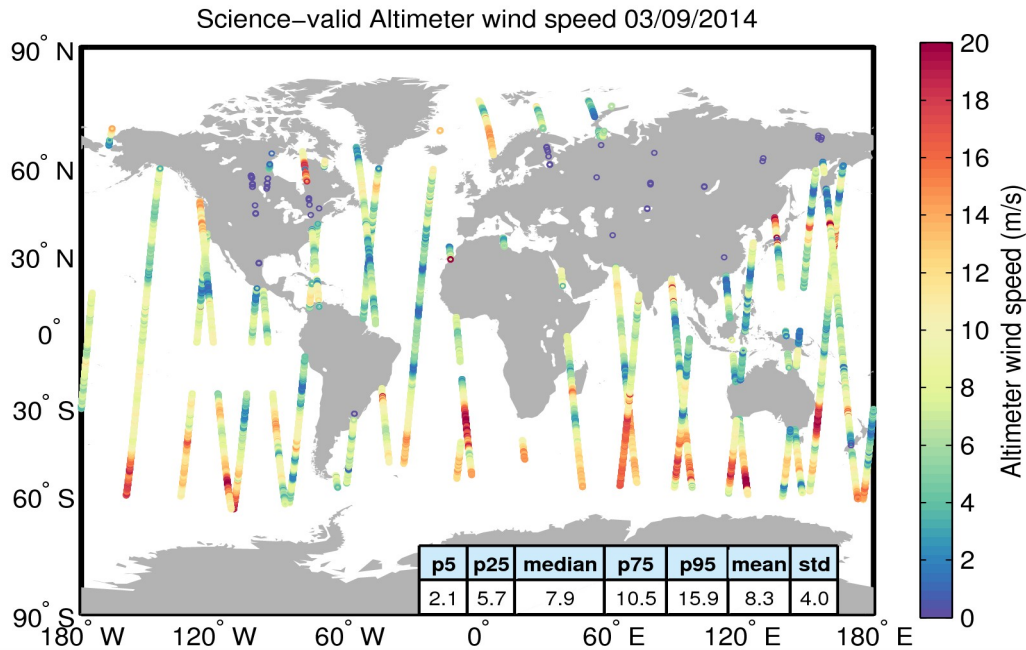 Science−valid Altimeter wind speed 03/09/2014
90° N
60° N
30° N
0°
30° S
60° S
90° S
180° W
120° W
60° W
0°
60° E
120° E
180° E
p5 p25 median p75 p95 mean std
2.1 5.7 7.9 10.5 15.9 8.3 4.0
20
18
16
14
12
10
8
6
4
2
0
Altimeter wind speed (m/s)